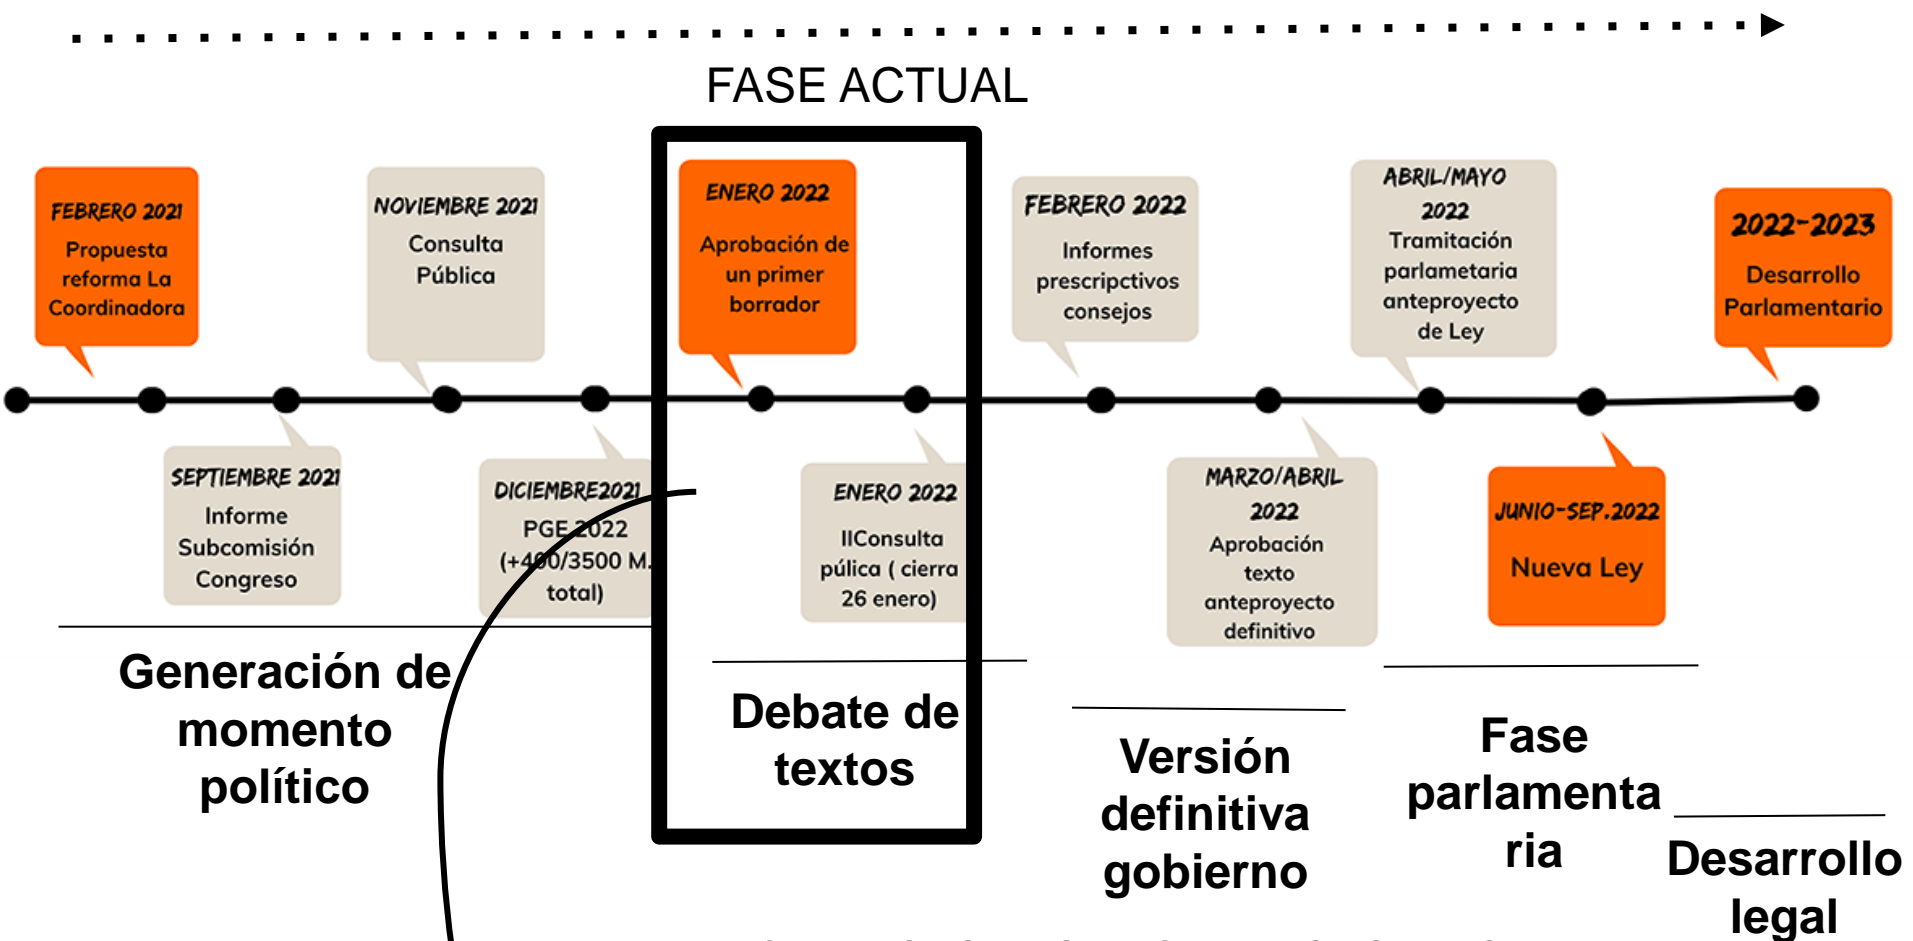 FASE ACTUAL
FEBRERO 2021
Propuesta
reforma La
Coordinadora
SEPTIEMBRE 2021
Informe
Subcomisión
Congreso
NOVIEMBRE 2021
Consulta
Pública
DICIEMBRE2021
PGE 2022
(+400/3500 M.
total)
ENERO 2022
Aprobación de
un primer
borrador
ENERO 2022
IIConsulta
púlica ( cierra
26 enero)
FEBRERO 2022
Informes
prescripctivos
consejos
MARZO/ABRIL
2022
Aprobación
texto
anteproyecto
definitivo
ABRIL/MAYO
2022
Tramitación
parlametaria
anteproyecto
de Ley
JUNIO-SEP.2022
Nueva Ley
2022-2023
Desarrollo
Parlamentario
Generación de
momento
político
Debate de
textos
Versión
definitiva
gobierno
Fase
parlamenta
ria
Desarrollo
legal